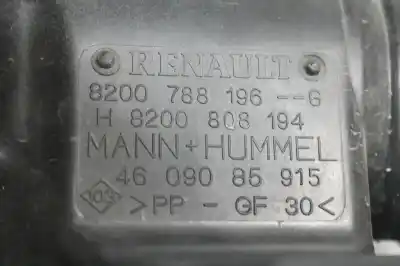 RENAULT
8200 788 196 --G
H 8200 808 194
MANN+HUMMEL
46 090 85 915
>PP - GF 30<